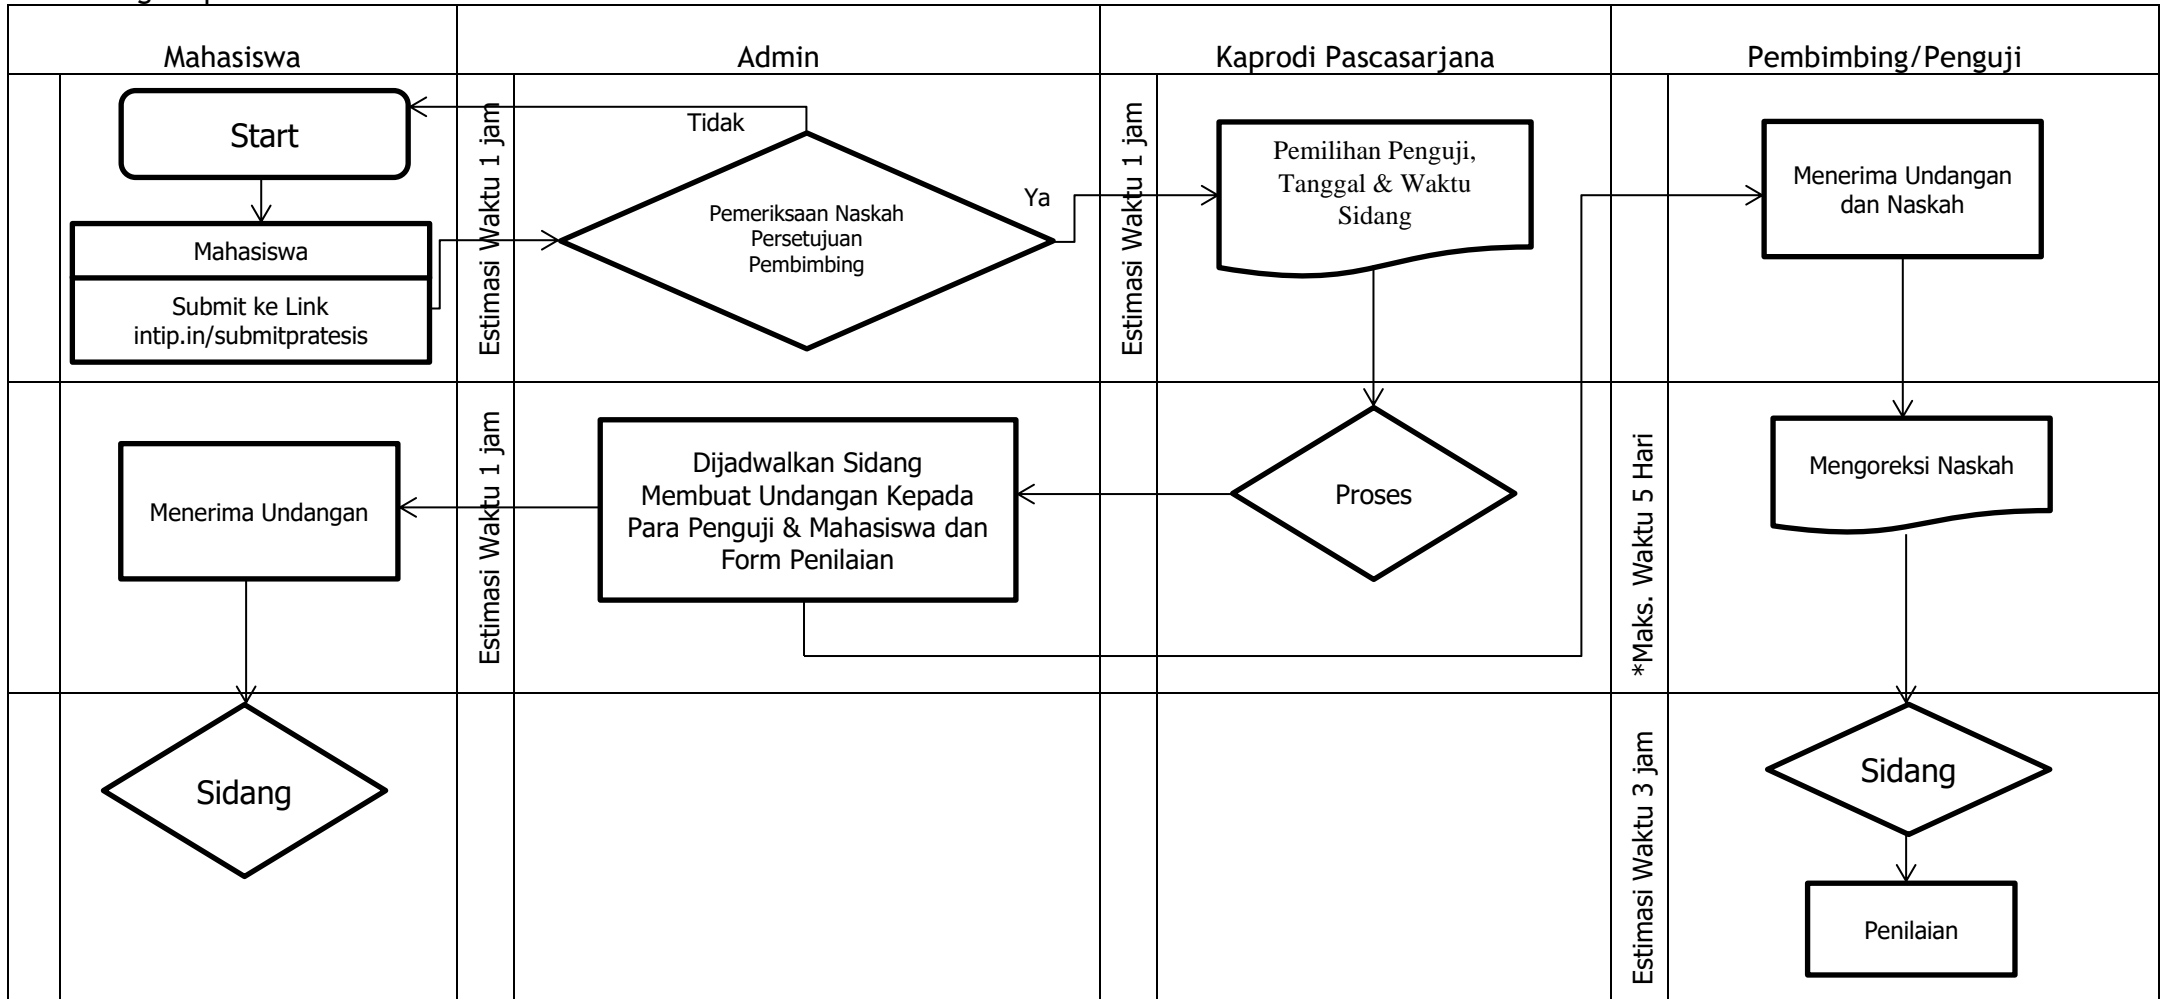 Mahasiswa
Admin
Kaprodi Pascasarjana
Pembimbing/Penguji
Start
Mahasiswa
Submit ke Link
intip.in/submitpratesis
Estimasi Waktu 1 jam
Tidak
Pemeriksaan Naskah
Persetujuan
Pembimbing
Ya
Estimasi Waktu 1 jam
Pemilihan Penguji,
Tanggal & Waktu
Sidang
Menerima Undangan
dan Naskah
Menerima Undangan
Estimasi Waktu 1 jam
Dijadwalkan Sidang
Membuat Undangan Kepada
Para Penguji & Mahasiswa dan
Form Penilaian
Proses
*Maks. Waktu 5 Hari
Mengoreksi Naskah
Sidang
Estimasi Waktu 3 jam
Sidang
Penilaian